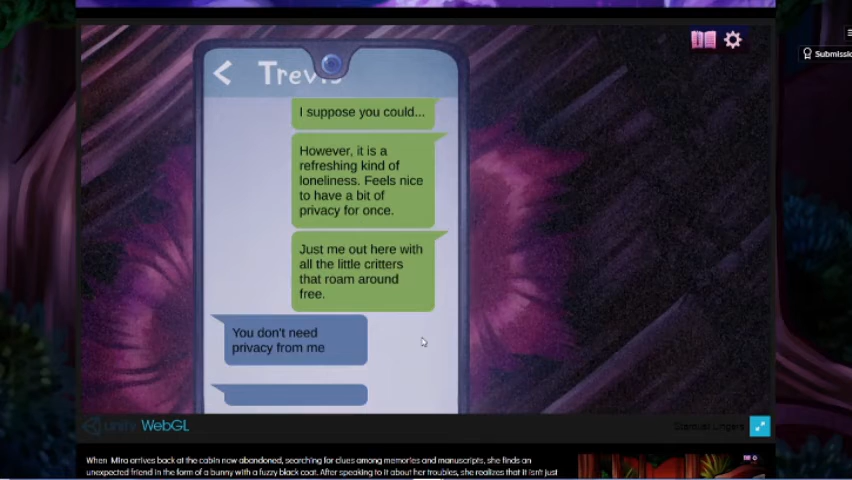 Submissio
Trevis
I suppose you could...
However, it is a
refreshing kind of
loneliness. Feels nice
to have a bit of
privacy for once.
Just me out here with
all the little critters
that roam around
free.
You don't need
privacy from me
unity WebGL
Stardust Lingers
When Mira arrives back at the cabin now abandoned, searching for clues among memories and manuscripts, she finds an
unexpected friend in the form of a bunny with a fuzzy black coat. After speaking to it about her troubles, she realizes that it isn't just